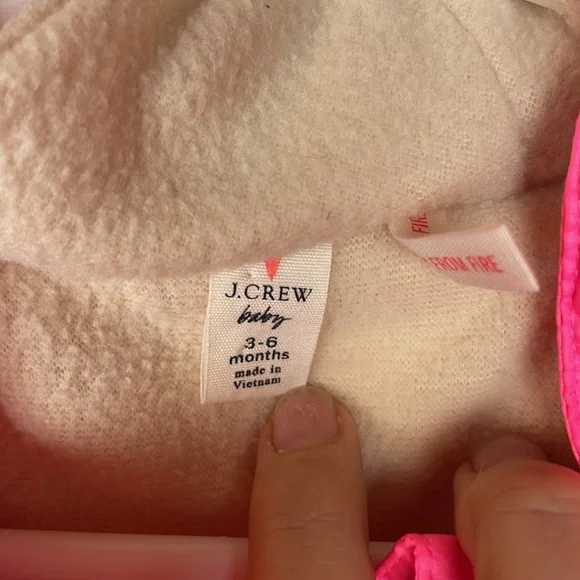 J.CREW
baby
3-6
months
made in
Vietnam
FROM FIRE